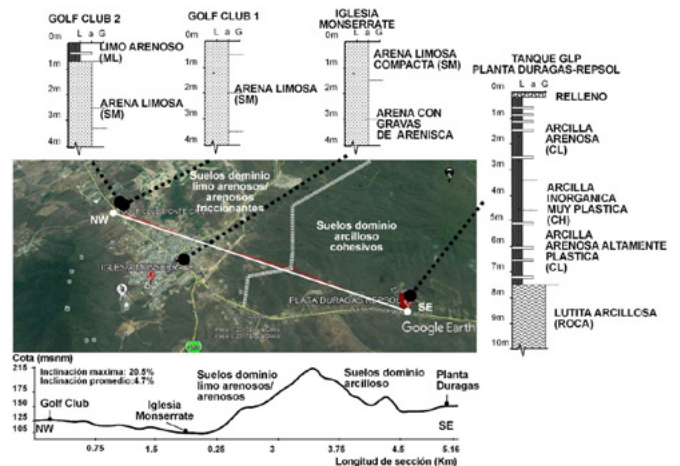 GOLF CLUB 2
L a G
0m
LIMO ARENOSO
(ML)
1m
2m
ARENA LIMOSA
(SM)
3m
4m
GOLF CLUB 1
L a G
0m
1m
2m
ARENA LIMOSA
(SM)
3m
4m
IGLESIA
MONSERRATE
L a G
0m
ARENA LIMOSA
COMPACTA (SM)
1m
2m
3m
ARENA CON
GRAVAS
DE ARENISCA
4m
TANQUE GLP
PLANTA DURAGAS-REPSOL
L a G
0m
RELLENO
1m
ARCILLA
ARENOSA
(CL)
2m
3m
4m
ARCILLA
INORGANICA
MUY PLASTICA
(CH)
5m
6m
ARCILLA
ARENOSA ALTAMENTE
PLASTICA
(CL)
7m
8m
LUTITA ARCILLOSA
(ROCA)
9m
10m
Suelos dominio
limo arenosos/
arenosos
friccionantes
NW
Suelos dominio
arcilloso
cohesivos
PLATA DURAGAS REPSOL
SE
Google Earth
Cota (msnm)
215
Inclinación maxima: 20.5%
Inclinación promedio:4.7%
175
150
125
105
Golf Club
NW
Iglesia
Monserrate
Suelos dominio
limo arenosos/
arenosos
Suelos dominio
arcilloso
Planta
Duragas
SE
0.75
1.5
0.25
3
3.75
4.5
5.16
Longitud de sección (Km)